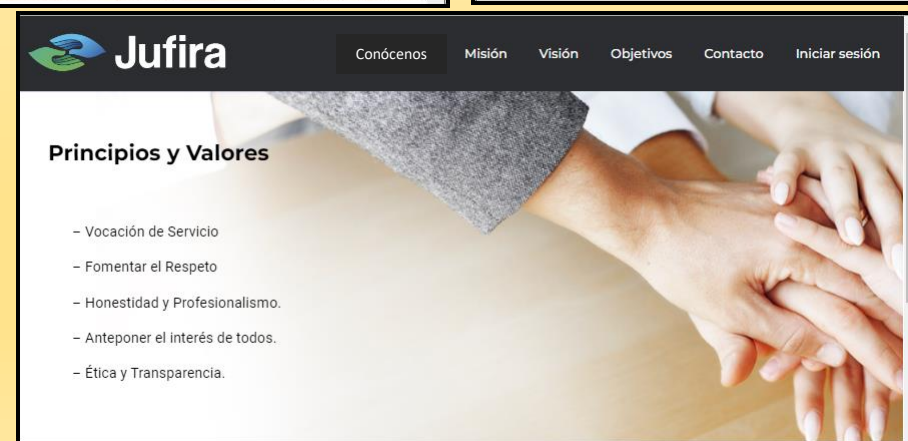 Jufira
Conócenos Misión Visión Objetivos Contacto Iniciar sesión
Principios y Valores
– Vocación de Servicio
– Fomentar el Respeto
– Honestidad y Profesionalismo.
– Anteponer el interés de todos.
– Ética y Transparencia.